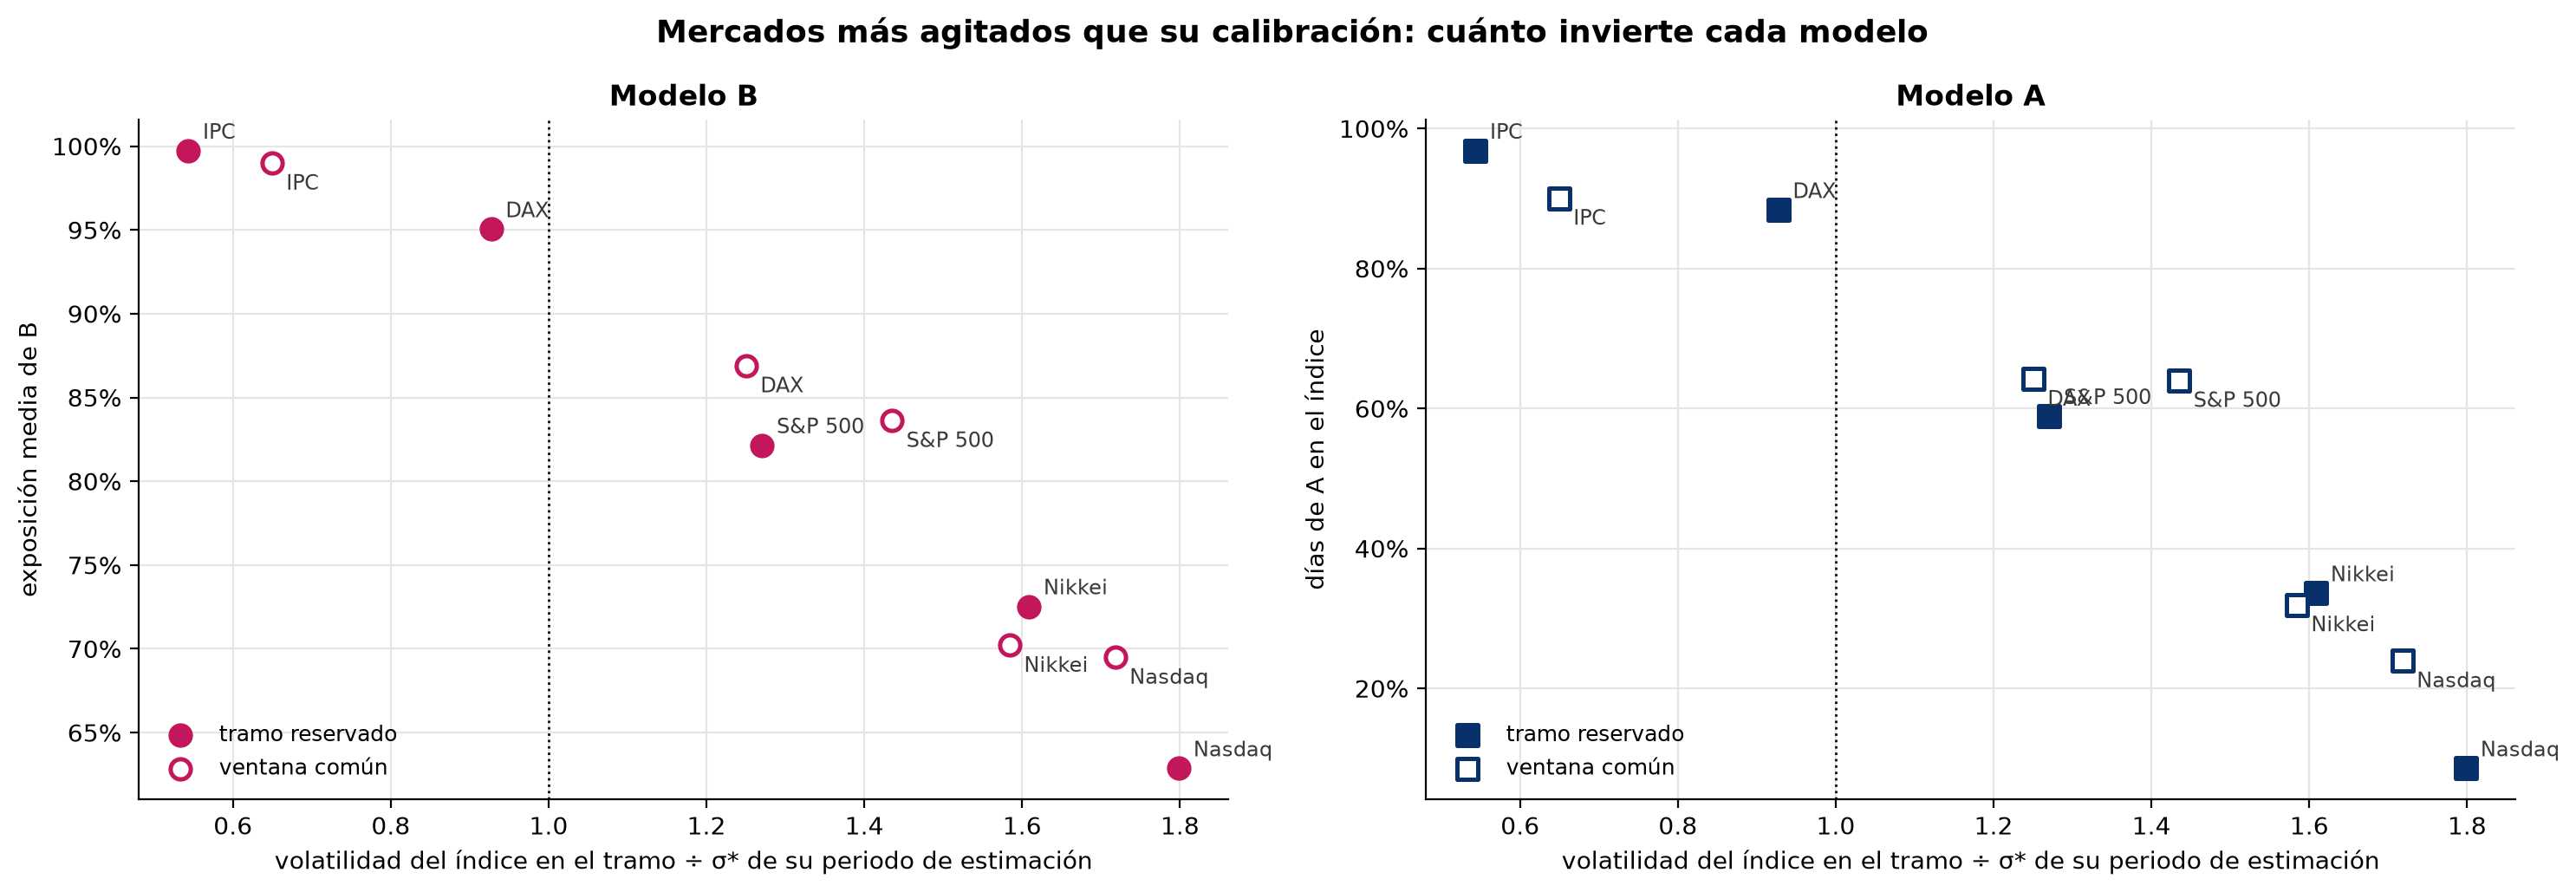 Mercados más agitados que su calibración: cuánto invierte cada modelo
Modelo B
exposición media de B
100%
95%
90%
85%
80%
75%
70%
65%
IPC
IPC
DAX
DAX
S&P 500
S&P 500
Nikkei
Nikkei
Nasdaq
Nasdaq
tramo reservado
ventana común
0.6 0.8 1.0 1.2 1.4 1.6 1.8
volatilidad del índice en el tramo ÷ σ* de su periodo de estimación
Modelo A
días de A en el índice
100%
80%
60%
40%
20%
IPC
IPC
DAX
DAX
S&P 500
S&P 500
Nikkei
Nikkei
Nasdaq
Nasdaq
tramo reservado
ventana común
0.6 0.8 1.0 1.2 1.4 1.6 1.8
volatilidad del índice en el tramo ÷ σ* de su periodo de estimación